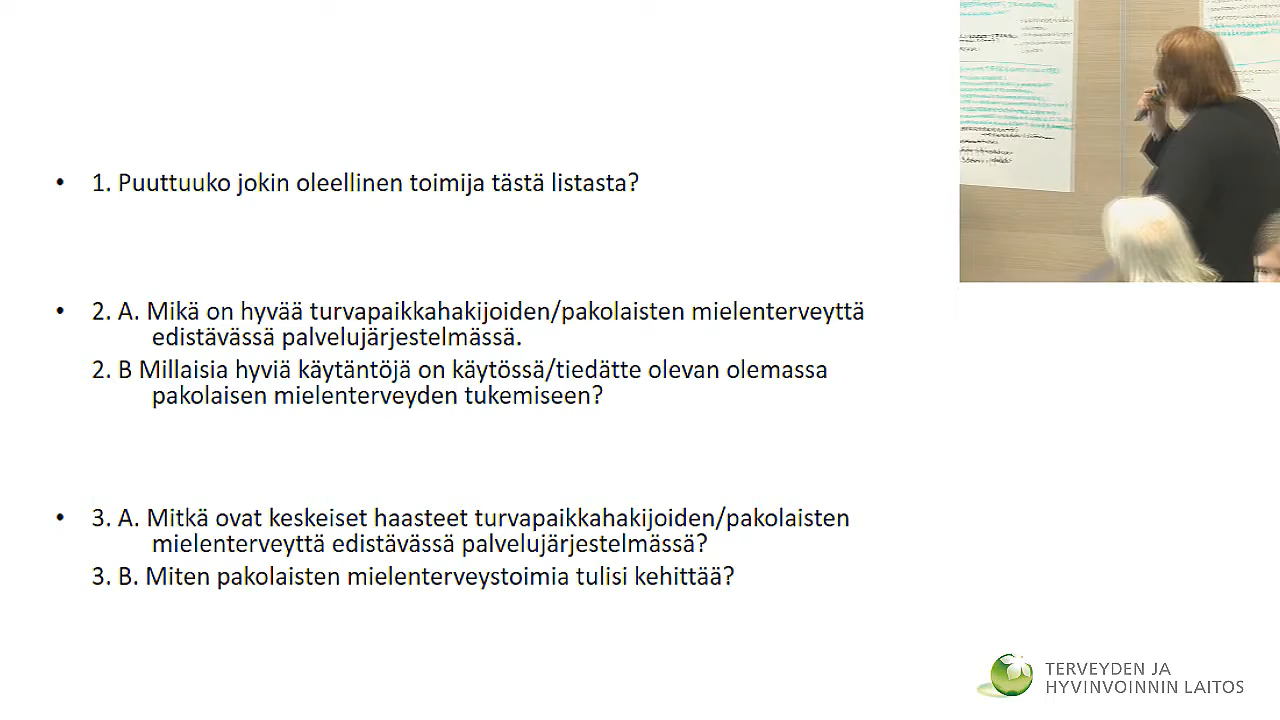 • 1. Puuttuuko jokin oleellinen toimija tästä listasta?
• 2. A. Mikä on hyvää turvapaikkahakijoiden/pakolaisten mielenterveyttä
edistävässä palvelujärjestelmässä.
2. B Millaisia hyviä käytäntöjä on käytössä/tiedätte olevan olemassa
pakolaisen mielenterveyden tukemiseen?
• 3. A. Mitkä ovat keskeiset haasteet turvapaikkahakijoiden/pakolaisten
mielenterveyttä edistävässä palvelujärjestelmässä?
3. B. Miten pakolaisten mielenterveystoimia tulisi kehittää?
TERVEYDEN JA
HYVINVOINNIN LAITOS